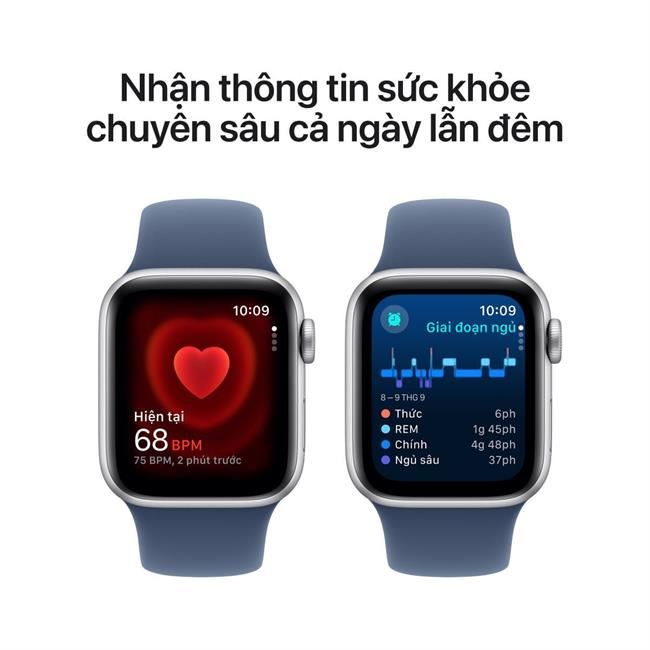 Nhận thông tin sức khỏe
chuyên sâu cả ngày lẫn đêm
10:09
Hiện tại
68 BPM
75 BPM, 2 phút trước
10:09
Giai đoạn ngủ
8–9 THG 9
Thức 6ph
REM 1g 45ph
Chính 4g 48ph
Ngủ sâu 37ph